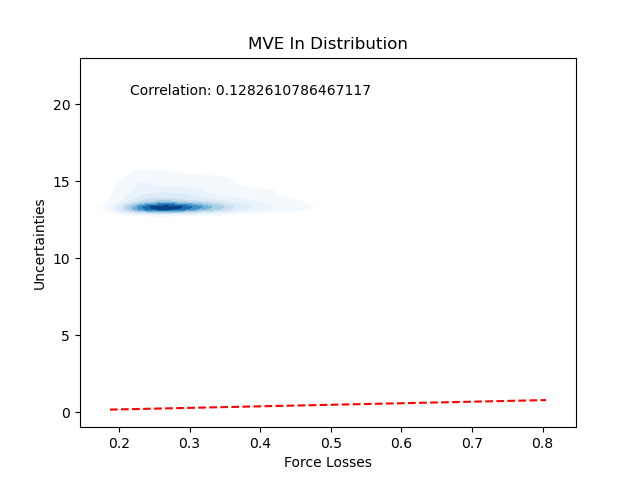 MVE In Distribution
Correlation: 0.1282610786467117
Uncertainties
20
15
10
5
0
0.2 0.3 0.4 0.5 0.6 0.7 0.8
Force Losses